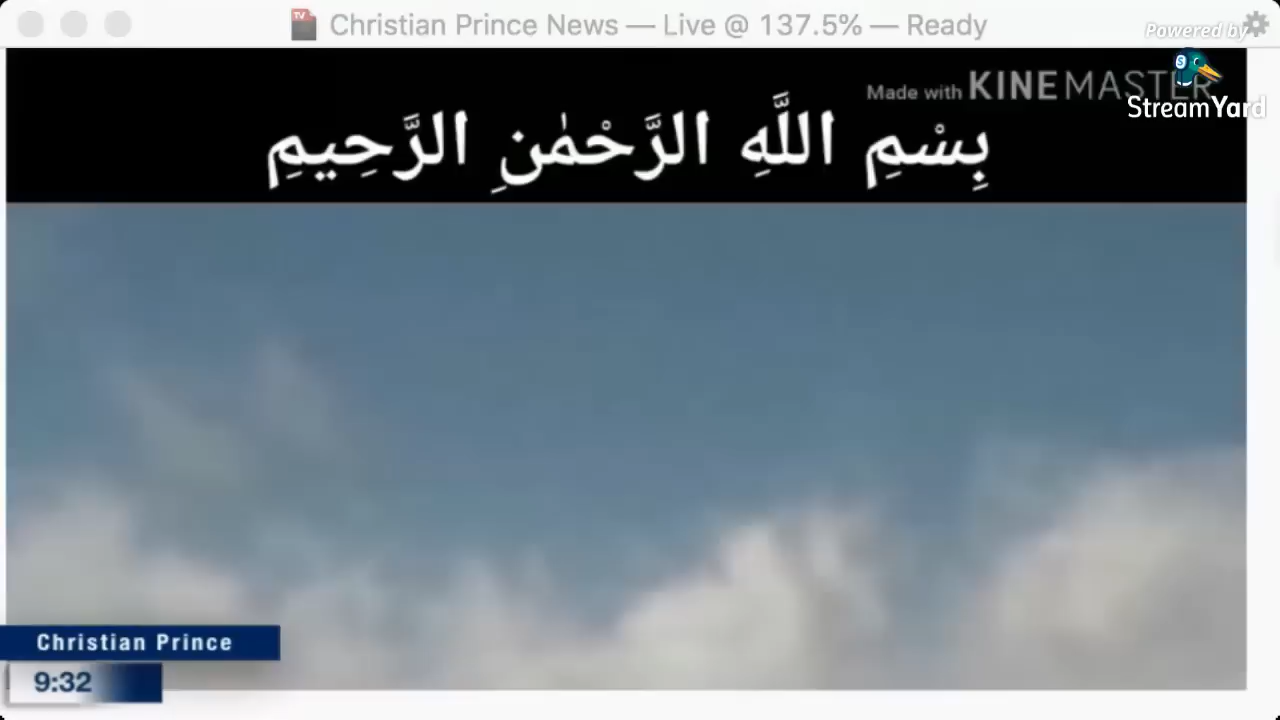 Christian Prince News — Live @ 137.5% — Ready
Powered by
StreamYard
Made with KINEMASTER
بِسْمِ اللَّهِ الرَّحْمٰنِ الرَّحِيمِ
Christian Prince
9:32